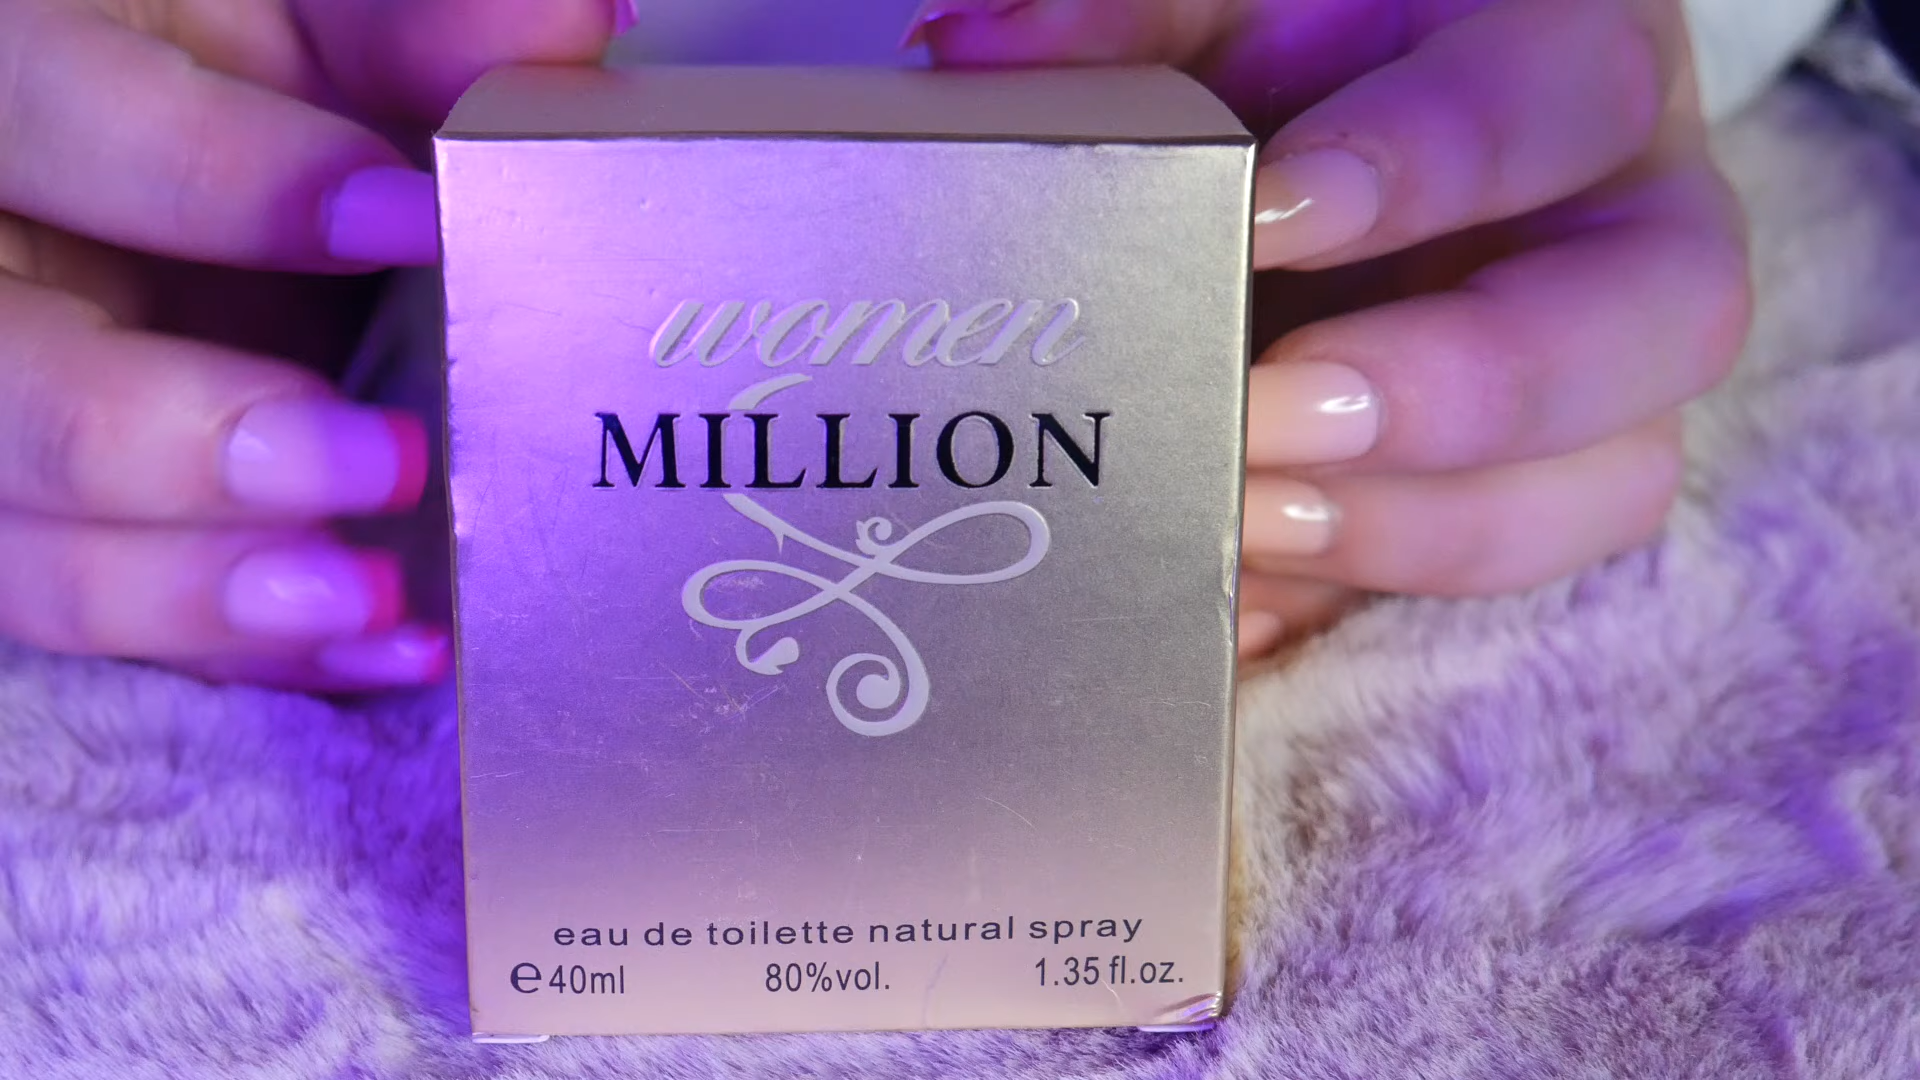 women
MILLION
eau de toilette natural spray
℮40ml 80%vol. 1.35 fl.oz.